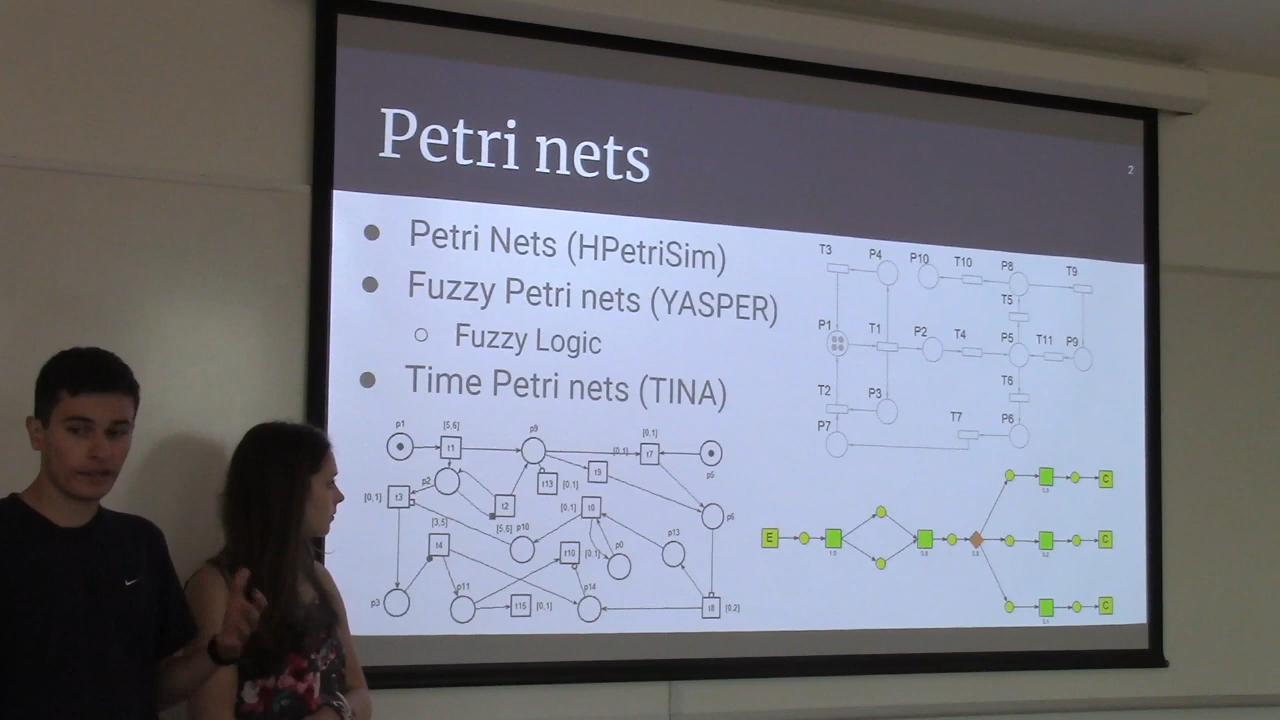 Petri nets
2
Petri Nets (HPetriSim)
Fuzzy Petri nets (YASPER)
Fuzzy Logic
Time Petri nets (TINA)
T3 P4 P10 T10 P8 T9
T5
P1 T1 P2 T4 P5 T11 P9
T6
T2 P3
P7 T7 P6
p1 [5,6] p9 [0,1]
t1 [0,1] t7
p2 t9 p5
[0,1] t3 t13 [0,1]
t2 [0,1] t0 p6
[3,5] [5,6] p10 p13
t4 t10 [0,1] p0
p11 p14
p3 t15 [0,1] t8 [0,2]
E
C
C
C